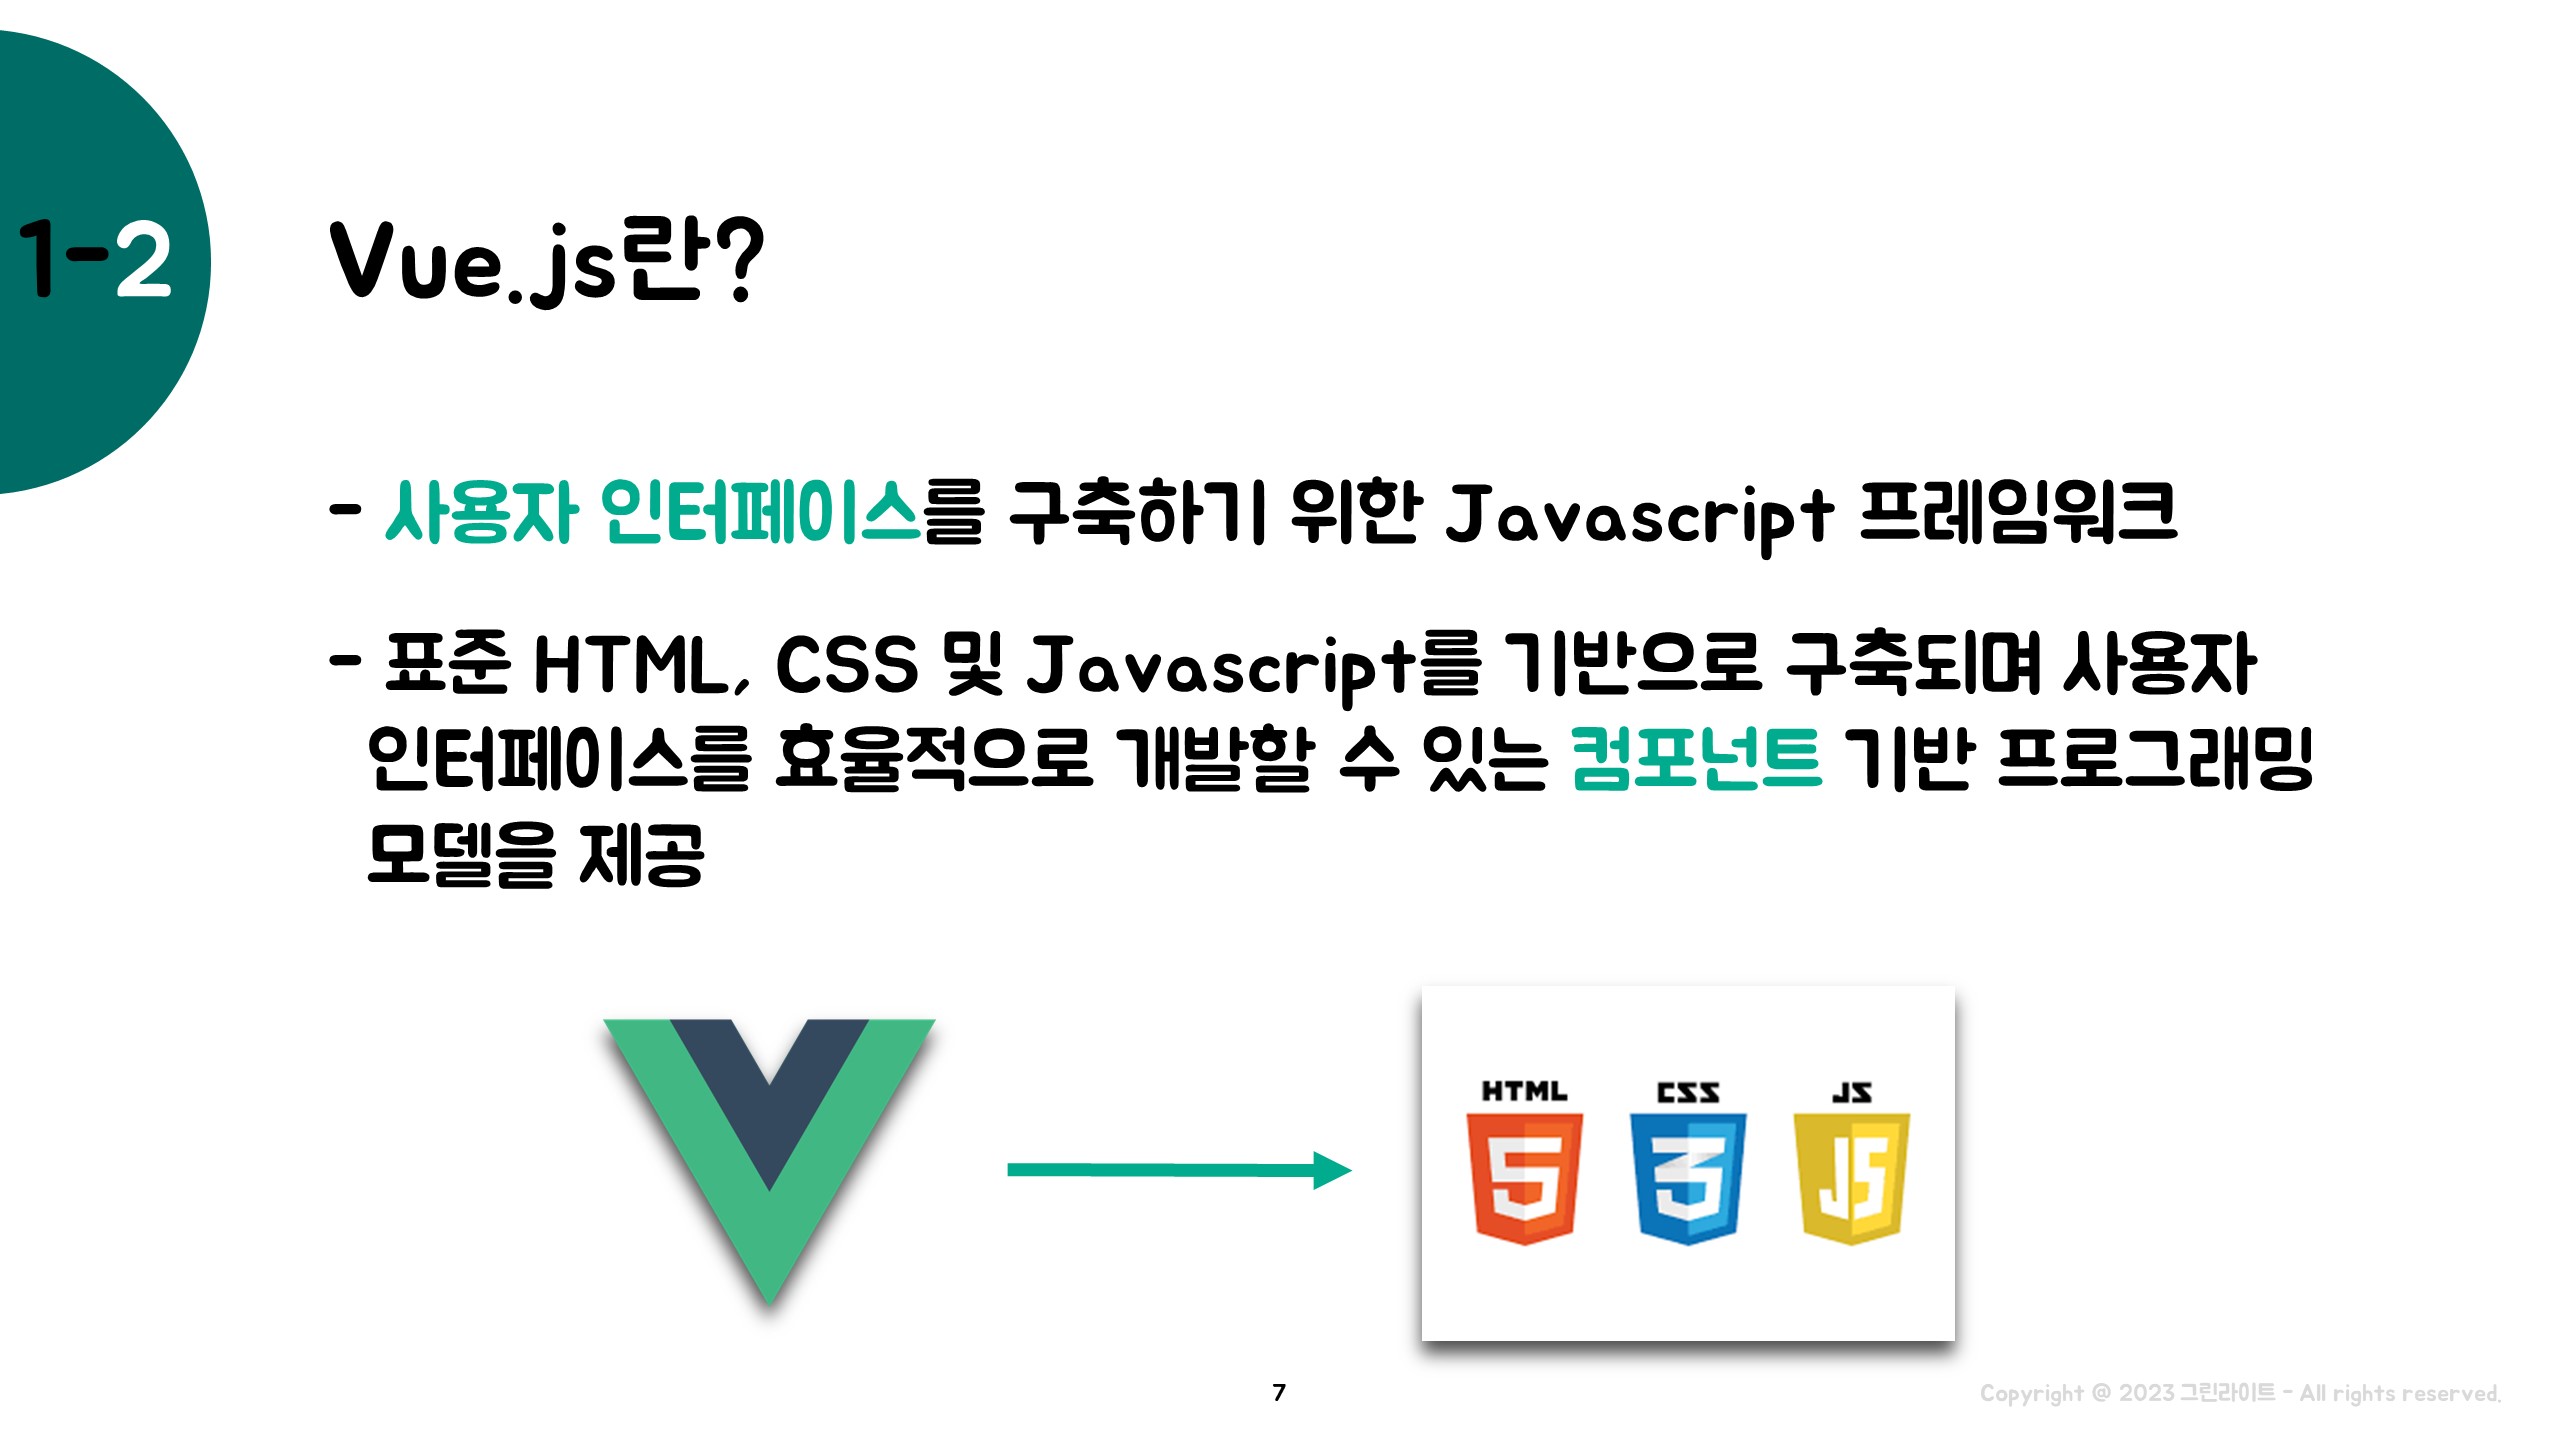 1-2
Vue.js란?
- 사용자 인터페이스를 구축하기 위한 Javascript 프레임워크
- 표준 HTML, CSS 및 Javascript를 기반으로 구축되며 사용자
인터페이스를 효율적으로 개발할 수 있는 컴포넌트 기반 프로그래밍
모델을 제공
HTML CSS JS
5 3 JS
7
Copyright @ 2023 그린라이트 - All rights reserved.